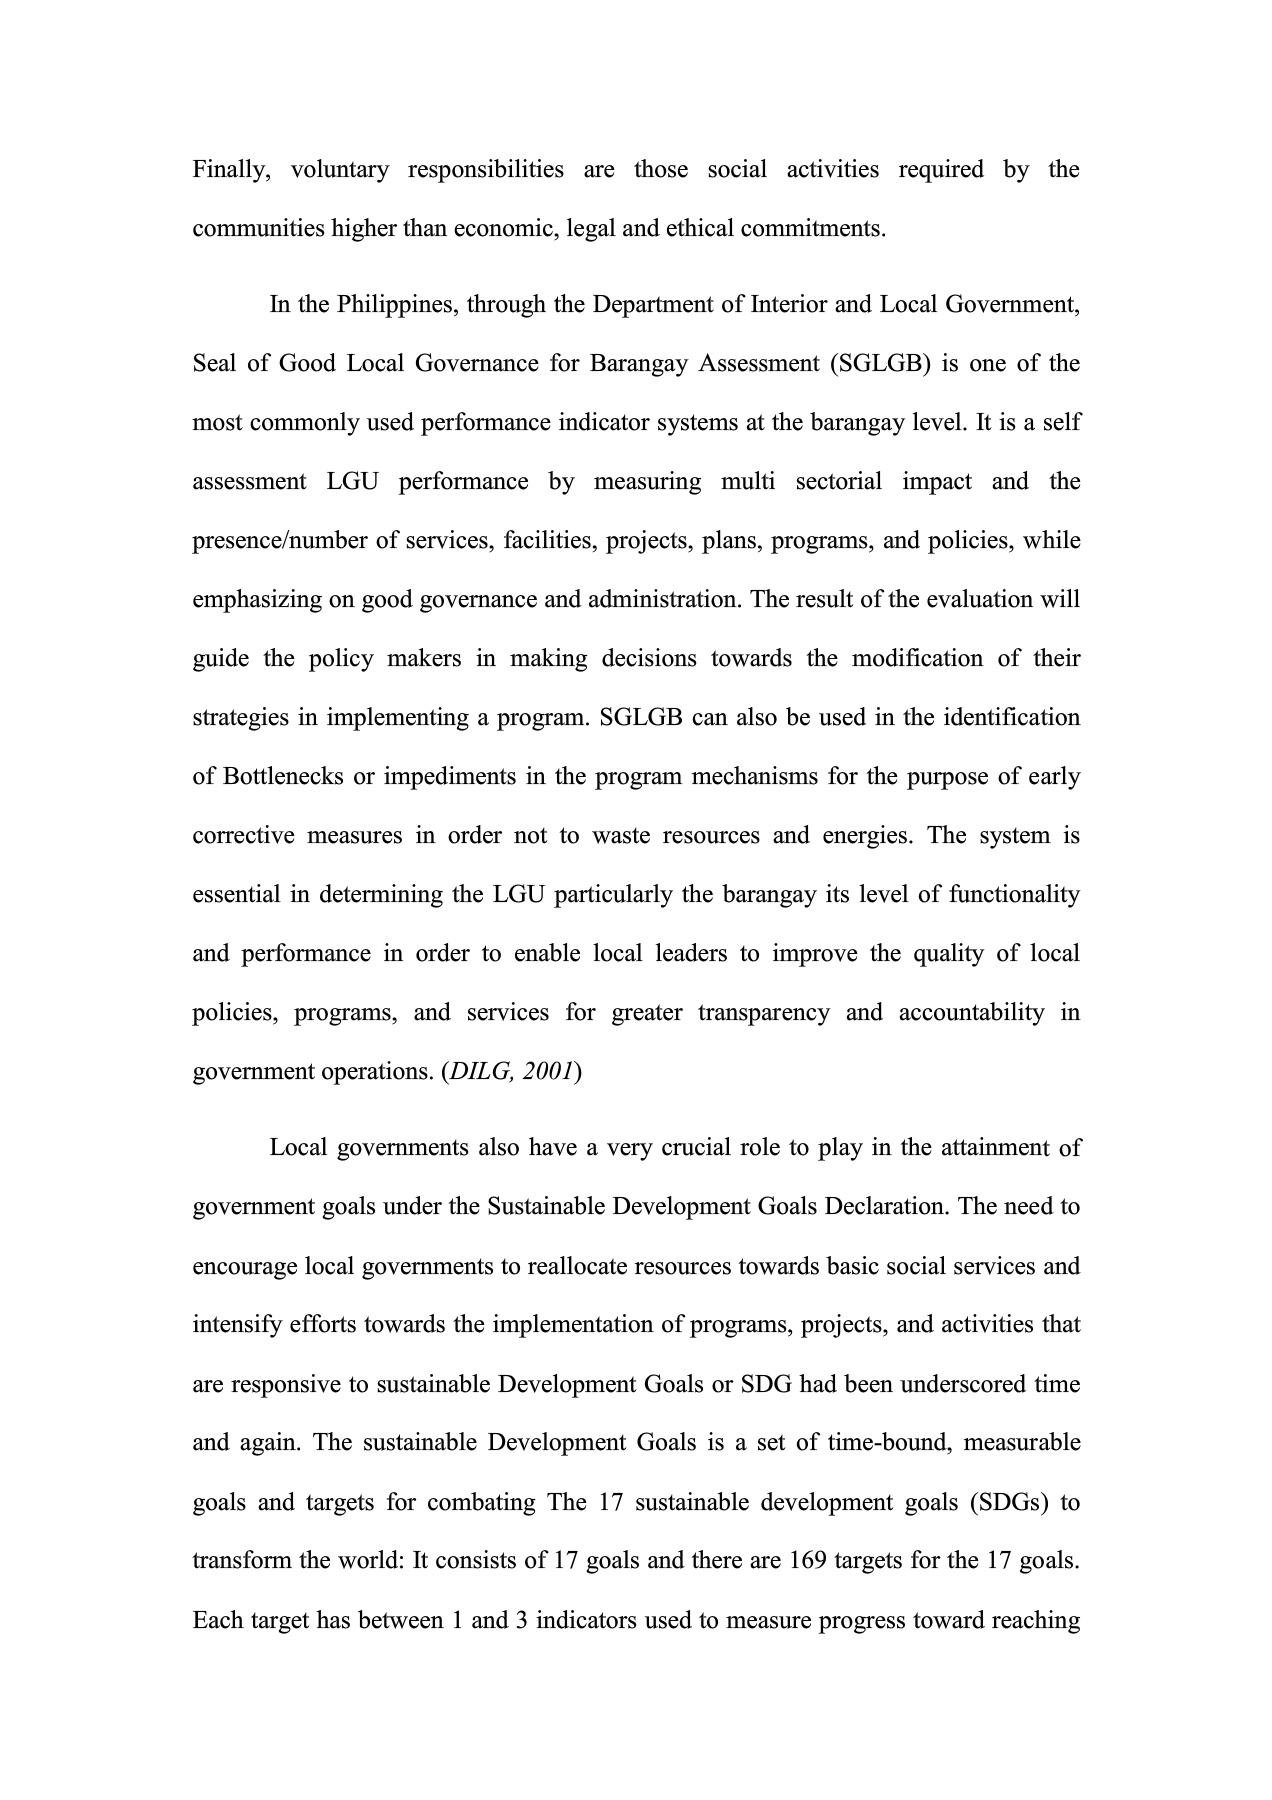 Finally, voluntary responsibilities are those social activities required by the
communities higher than economic, legal and ethical commitments.
In the Philippines, through the Department of Interior and Local Government,
Seal of Good Local Governance for Barangay Assessment (SGLGB) is one of the
most commonly used performance indicator systems at the barangay level. It is a self
assessment LGU performance by measuring multi sectorial impact and the
presence/number of services, facilities, projects, plans, programs, and policies, while
emphasizing on good governance and administration. The result of the evaluation will
guide the policy makers in making decisions towards the modification of their
strategies in implementing a program. SGLGB can also be used in the identification
of Bottlenecks or impediments in the program mechanisms for the purpose of early
corrective measures in order not to waste resources and energies. The system is
essential in determining the LGU particularly the barangay its level of functionality
and performance in order to enable local leaders to improve the quality of local
policies, programs, and services for greater transparency and accountability in
government operations. (DILG, 2001)
Local governments also have a very crucial role to play in the attainment of
government goals under the Sustainable Development Goals Declaration. The need to
encourage local governments to reallocate resources towards basic social services and
intensify efforts towards the implementation of programs, projects, and activities that
are responsive to sustainable Development Goals or SDG had been underscored time
and again. The sustainable Development Goals is a set of time-bound, measurable
goals and targets for combating The 17 sustainable development goals (SDGs) to
transform the world: It consists of 17 goals and there are 169 targets for the 17 goals.
Each target has between 1 and 3 indicators used to measure progress toward reaching